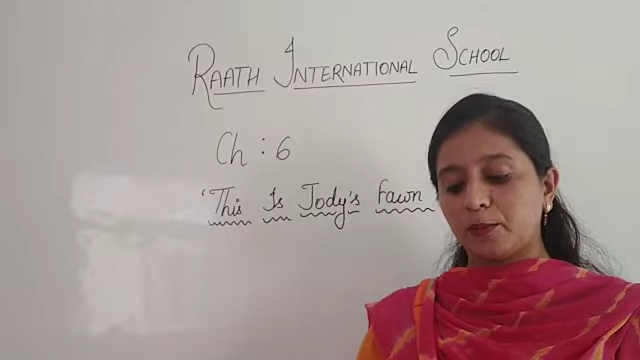 RAATH INTERNATIONAL SCHOOL
Ch : 6
'This Is Jody's Fawn